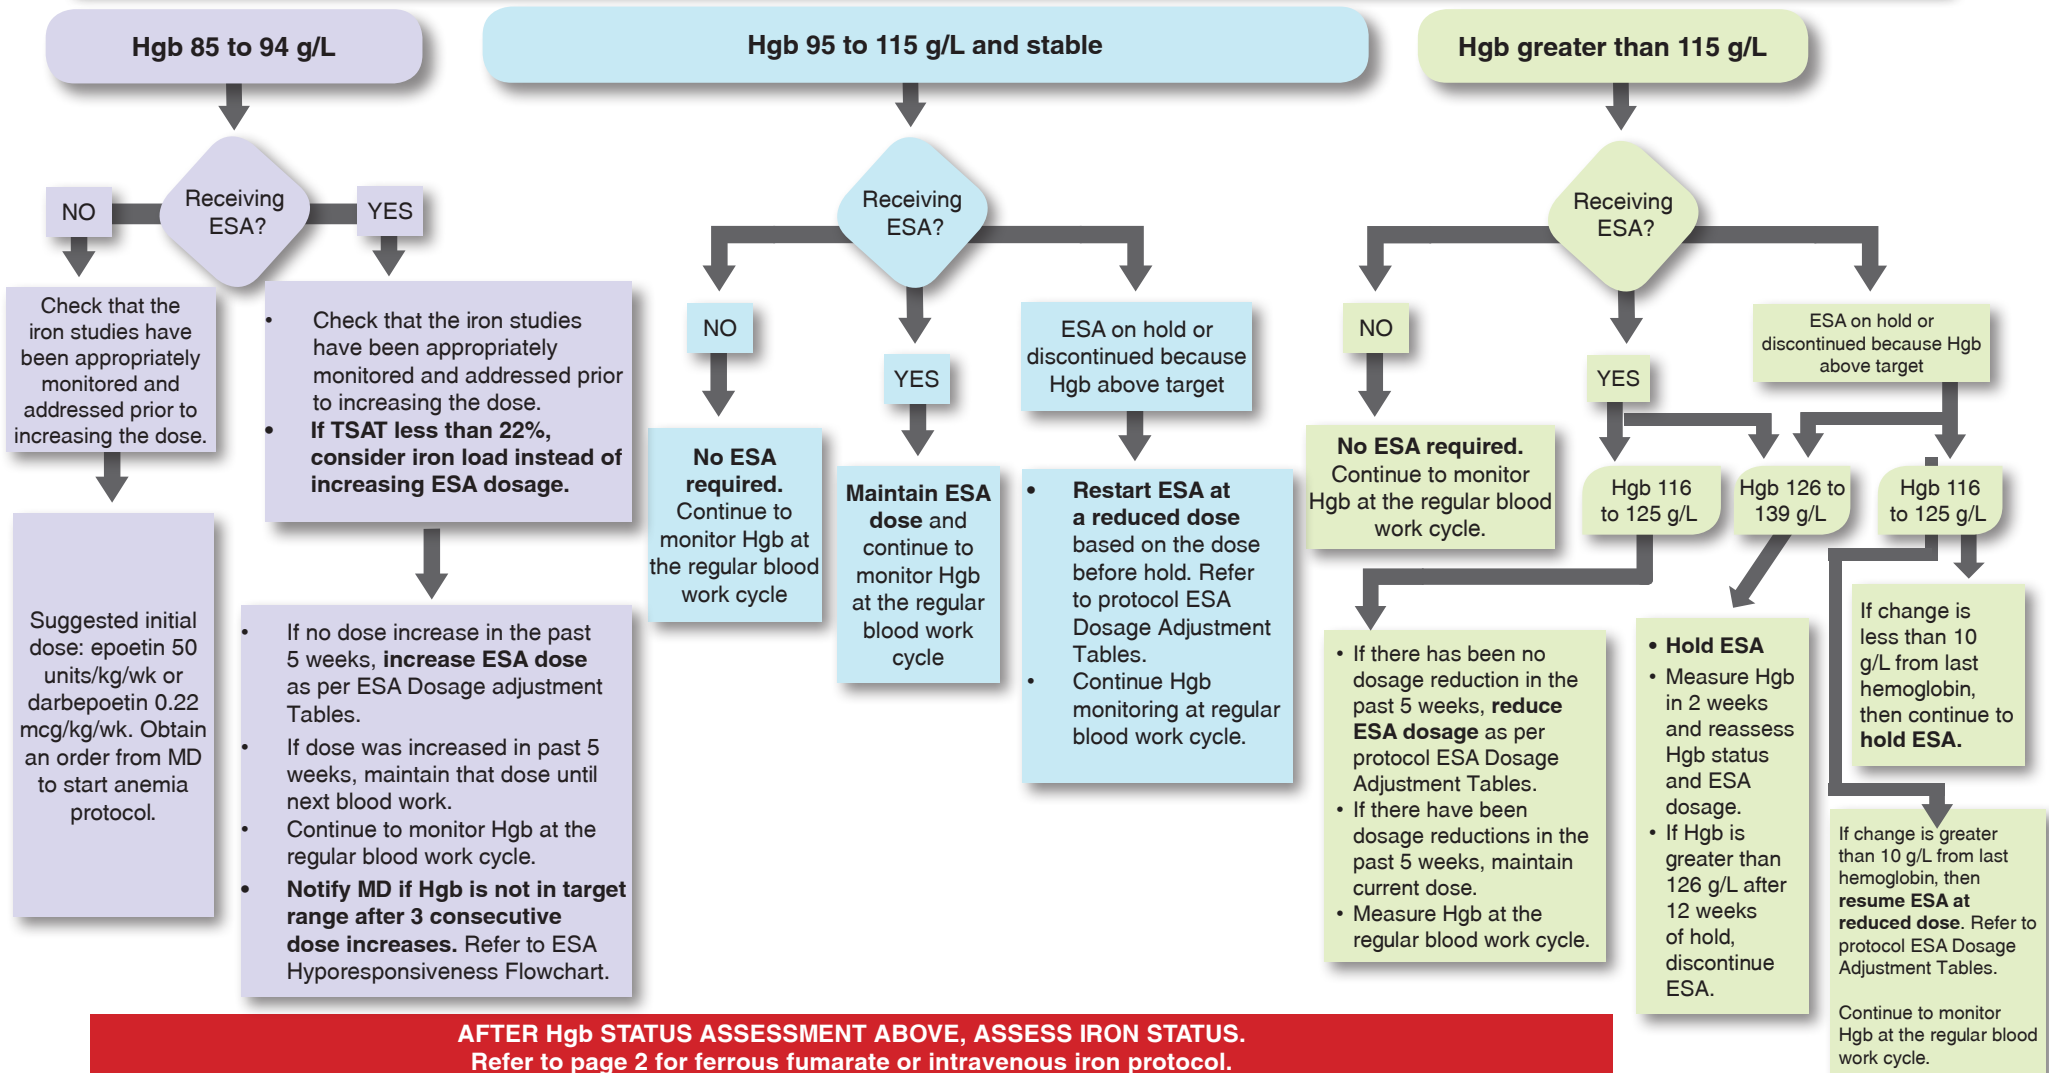 Hgb 85 to 94 g/L
Receiving
ESA?
NO
YES
Check that the
iron studies have
been appropriately
monitored and
addressed prior to
increasing the dose.
Suggested initial
dose: epoetin 50
units/kg/wk or
darbepoetin 0.22
mcg/kg/wk. Obtain
an order from MD
to start anemia
protocol.
• Check that the iron studies
have been appropriately
monitored and addressed prior
to increasing the dose.
• If TSAT less than 22%,
consider iron load instead of
increasing ESA dosage.
• If no dose increase in the past
5 weeks, increase ESA dose
as per ESA Dosage adjustment
Tables.
• If dose was increased in past 5
weeks, maintain that dose until
next blood work.
• Continue to monitor Hgb at the
regular blood work cycle.
• Notify MD if Hgb is not in target
range after 3 consecutive
dose increases. Refer to ESA
Hyporesponsiveness Flowchart.
Hgb 95 to 115 g/L and stable
Receiving
ESA?
NO
No ESA
required.
Continue to
monitor Hgb at
the regular blood
work cycle
YES
Maintain ESA
dose and
continue to
monitor Hgb
at the regular
blood work
cycle
ESA on hold or
discontinued because
Hgb above target
• Restart ESA at
a reduced dose
based on the dose
before hold. Refer
to protocol ESA
Dosage Adjustment
Tables.
• Continue Hgb
monitoring at regular
blood work cycle.
Hgb greater than 115 g/L
Receiving
ESA?
NO
No ESA required.
Continue to monitor
Hgb at the regular blood
work cycle.
YES
ESA on hold or
discontinued because Hgb
above target
Hgb 116
to 125 g/L
Hgb 126 to
139 g/L
Hgb 116
to 125 g/L
• If there has been no
dosage reduction in the
past 5 weeks, reduce
ESA dosage as per
protocol ESA Dosage
Adjustment Tables.
• If there have been
dosage reductions in the
past 5 weeks, maintain
current dose.
• Measure Hgb at the
regular blood work cycle.
• Hold ESA
• Measure Hgb
in 2 weeks
and reassess
Hgb status
and ESA
dosage.
• If Hgb is
greater than
126 g/L after
12 weeks
of hold,
discontinue
ESA.
If change is
less than 10
g/L from last
hemoglobin,
then continue to
hold ESA.
If change is greater
than 10 g/L from last
hemoglobin, then
resume ESA at
reduced dose. Refer to
protocol ESA Dosage
Adjustment Tables.
Continue to monitor
Hgb at the regular blood
work cycle.
AFTER Hgb STATUS ASSESSMENT ABOVE, ASSESS IRON STATUS.
Refer to page 2 for ferrous fumarate or intravenous iron protocol.